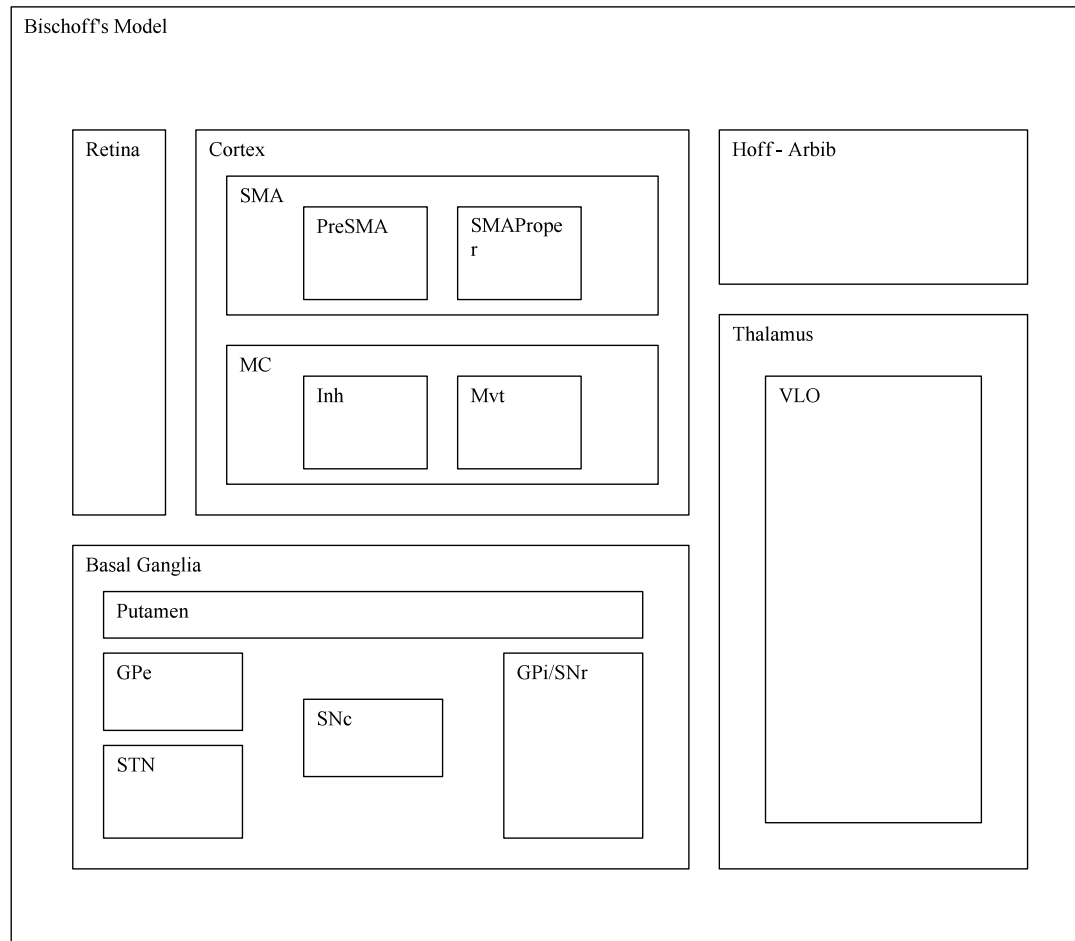 Bischoff's Model
Retina
Cortex
SMA
PreSMA
SMAPrope
r
MC
Inh
Mvt
Hoff - Arbib
Thalamus
VLO
Basal Ganglia
Putamen
GPe
STN
SNc
GPi/SNr